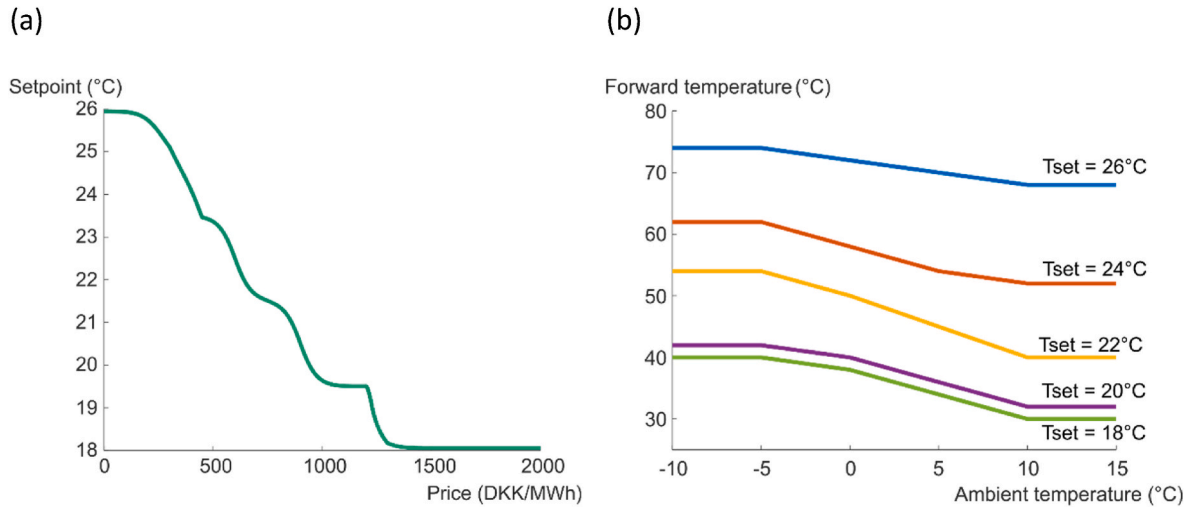 (a)
Setpoint (°C)
26
25
24
23
22
21
20
19
18
0 500 1000 1500 2000
Price (DKK/MWh)
(b)
Forward temperature (°C)
80
70
60
50
40
30
Tset = 26°C
Tset = 24°C
Tset = 22°C
Tset = 20°C
Tset = 18°C
-10 -5 0 5 10 15
Ambient temperature (°C)